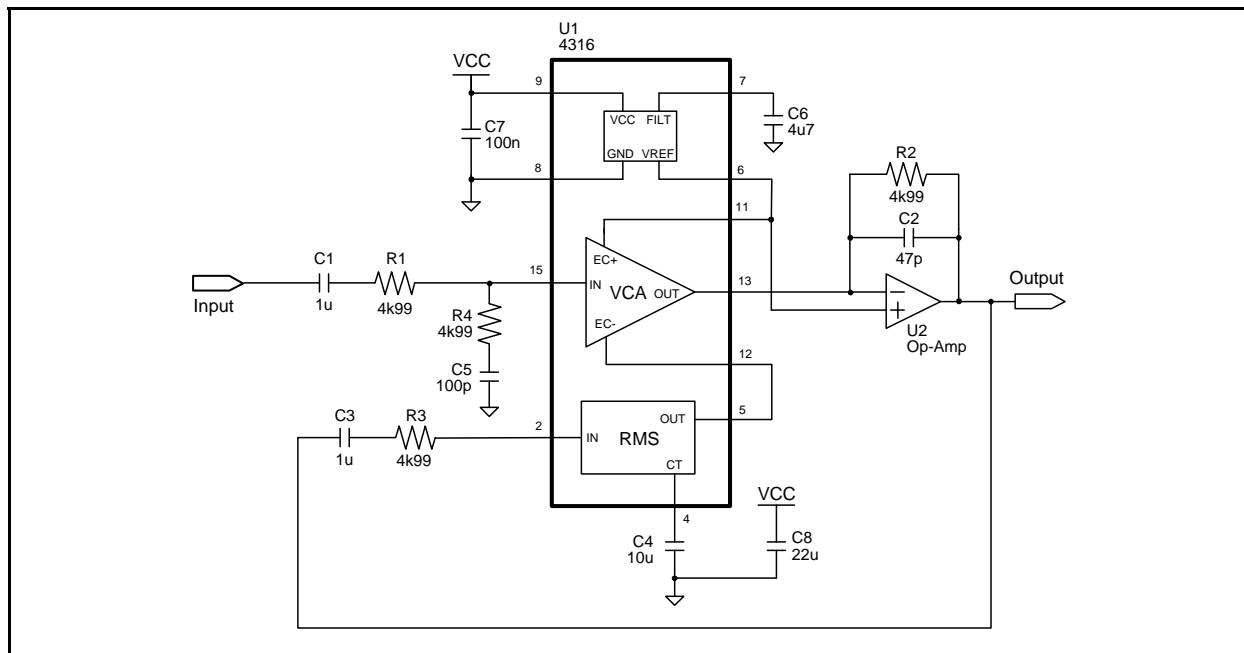 U1
4316
VCC
9
7
C7
100n
VCC
FILT
GND
VREF
C6
4u7
8
6
R2
4k99
11
C2
47p
C1
1u
R1
4k99
Input
15
EC+
IN
VCA
OUT
EC-
13
Output
U2
Op-Amp
R4
4k99
C5
100p
12
C3
1u
R3
4k99
2
IN
RMS
OUT
CT
5
4
VCC
C4
10u
C8
22u